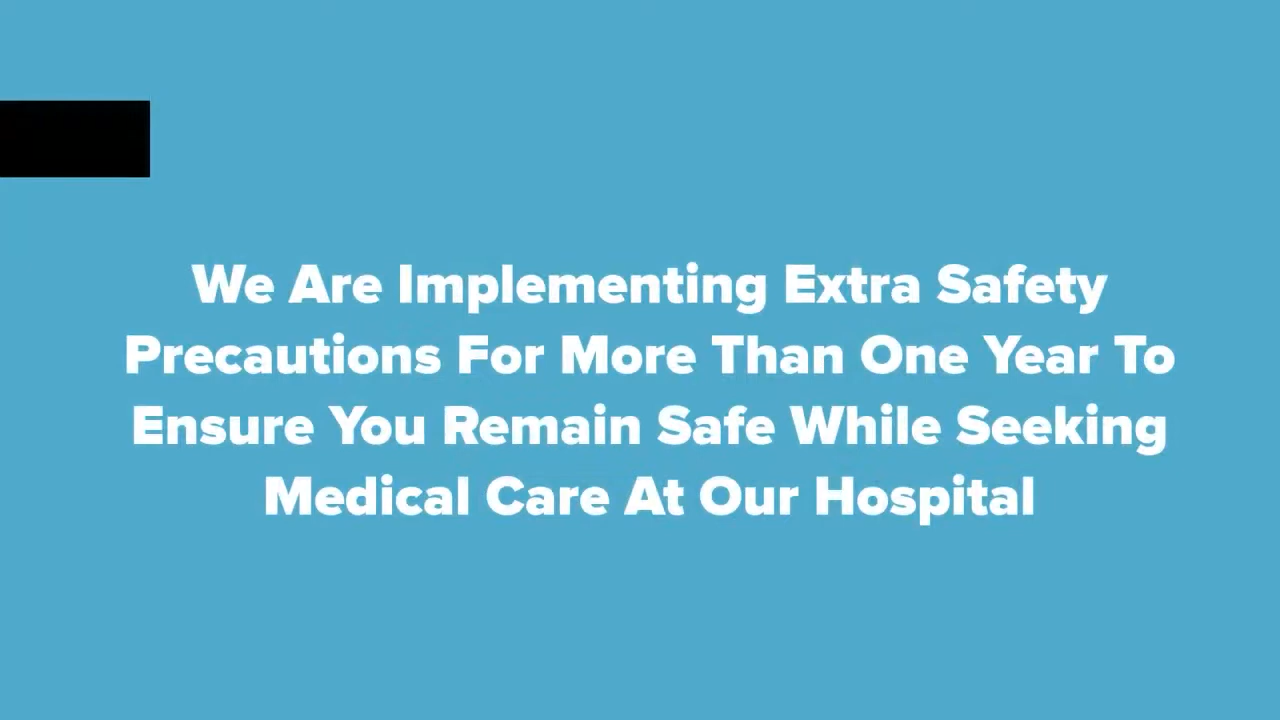 We Are Implementing Extra Safety
Precautions For More Than One Year To
Ensure You Remain Safe While Seeking
Medical Care At Our Hospital